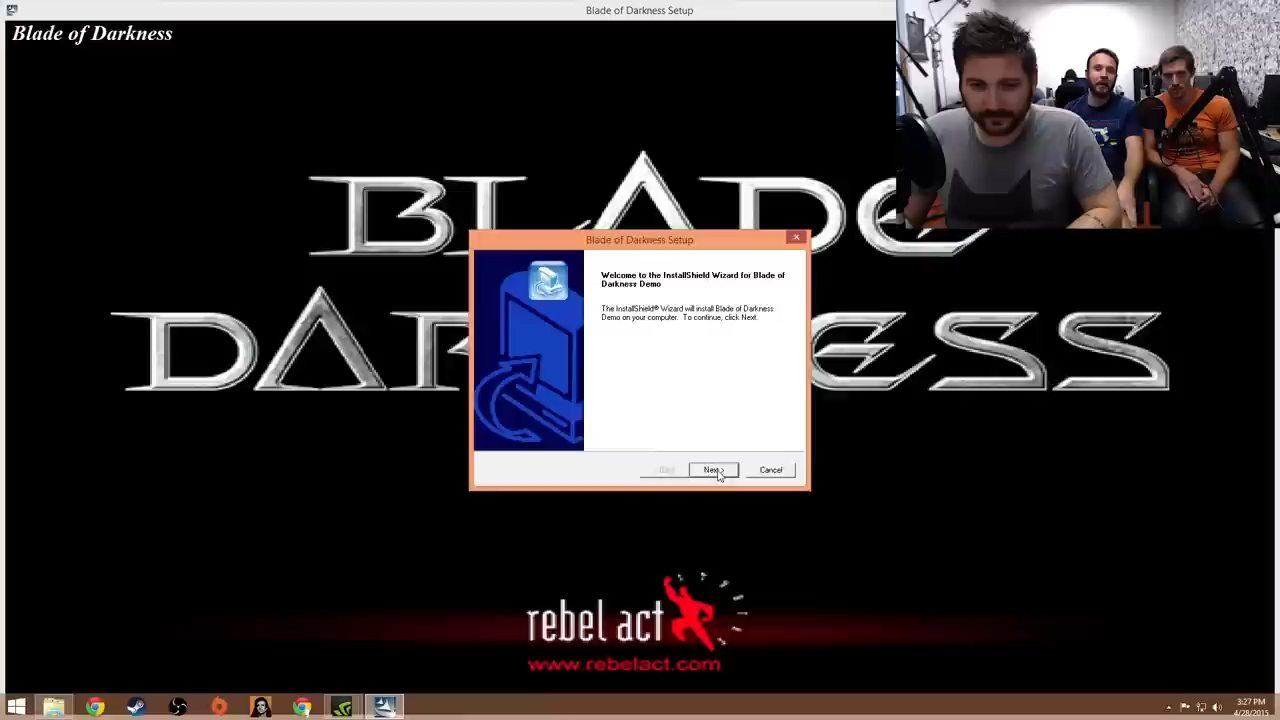 Blade of Darkness Setup
Blade of Darkness
BLADE
DARKNESS
Blade of Darkness Setup
Welcome to the InstallShield Wizard for Blade of
Darkness Demo
The InstallShield® Wizard will install Blade of Darkness
Demo on your computer. To continue, click Next.
Next >
Cancel
rebel act
www.rebelact.com
3:27 PM
4/28/2015